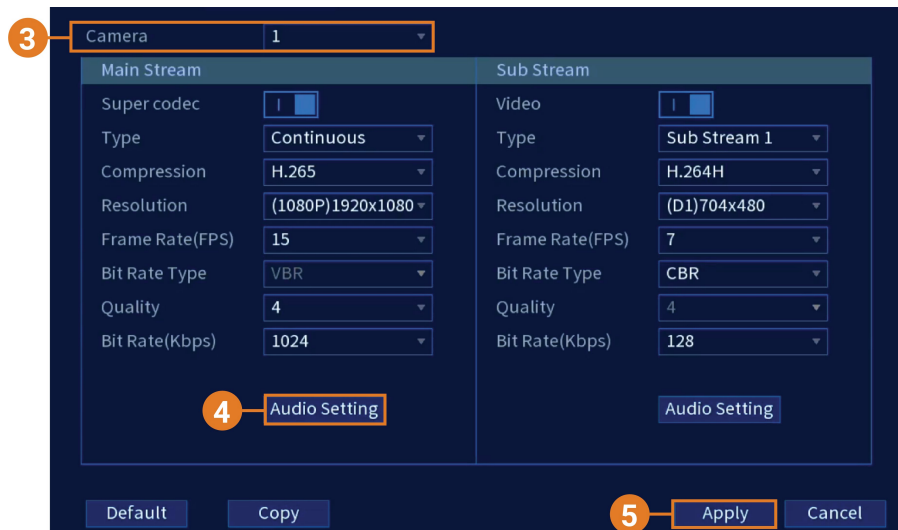 3 Camera 1
Main Stream Sub Stream
Super codec Video
Type Continuous Type Sub Stream 1
Compression H.265 Compression H.264H
Resolution (1080P)1920x1080 Resolution (D1)704x480
Frame Rate(FPS) 15 Frame Rate(FPS) 7
Bit Rate Type VBR Bit Rate Type CBR
Quality 4 Quality 4
Bit Rate(Kbps) 1024 Bit Rate(Kbps) 128
4 Audio Setting Audio Setting
Default Copy 5 Apply Cancel